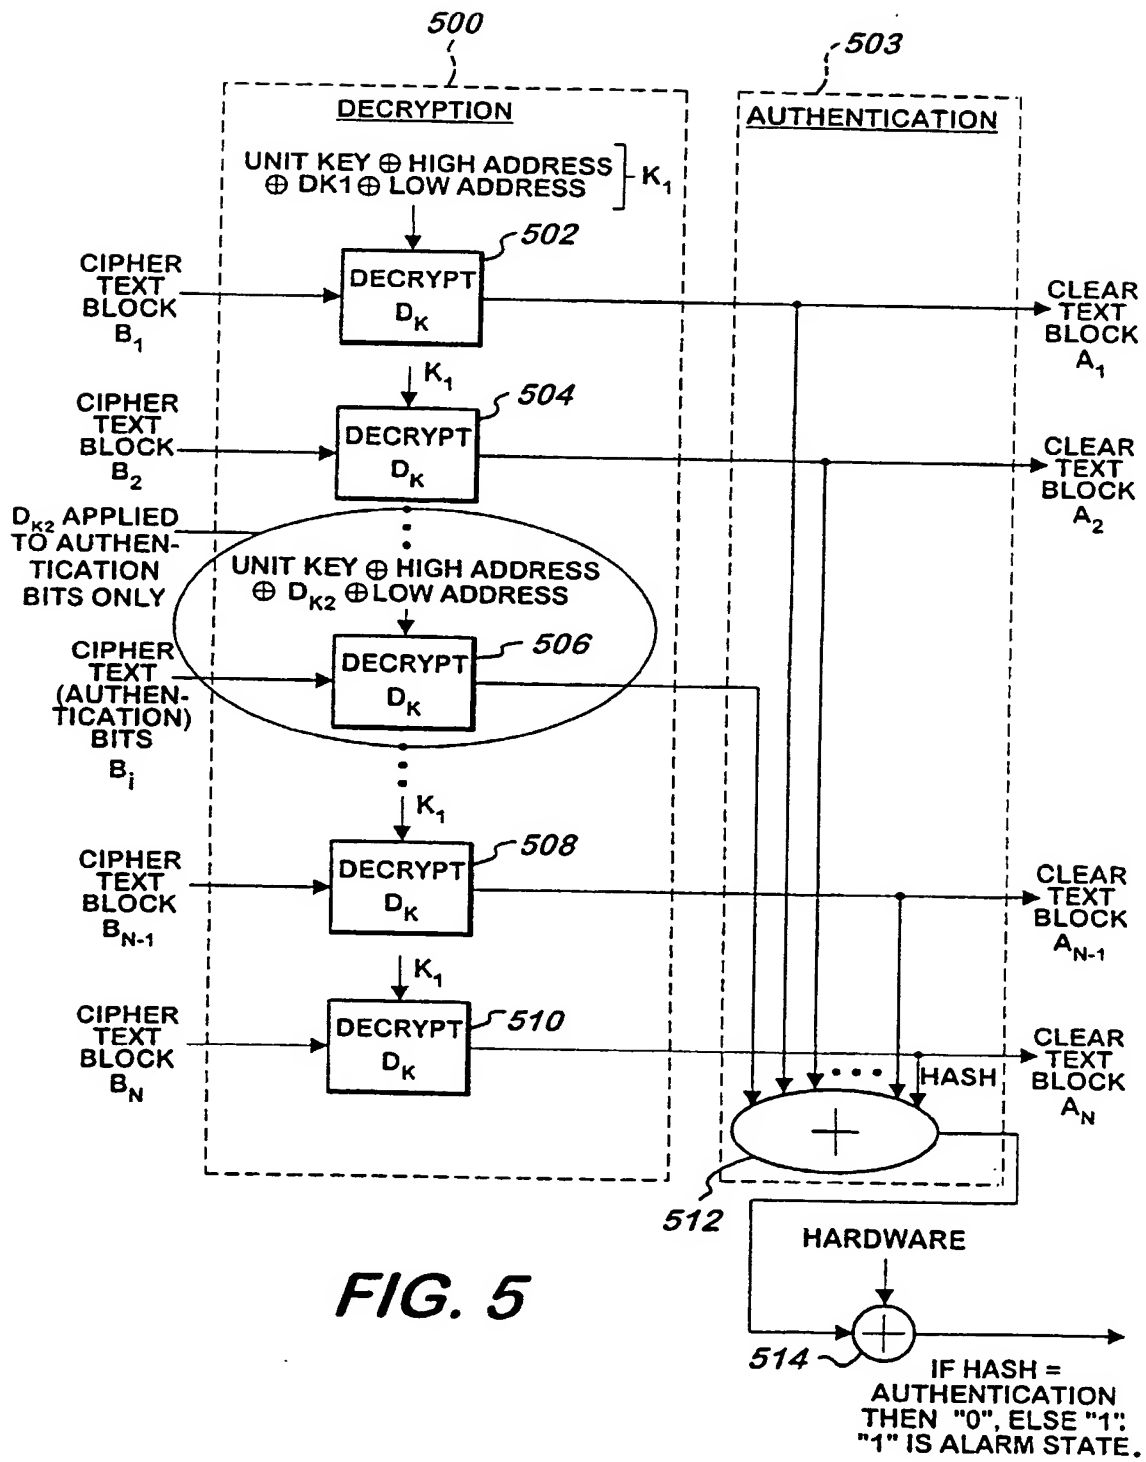 500
503
DECRYPTION
AUTHENTICATION
UNIT KEY ⊕ HIGH ADDRESS
⊕ DK1 ⊕ LOW ADDRESS
K1
502
CIPHER
TEXT
BLOCK
B1
DECRYPT
DK
CLEAR
TEXT
BLOCK
A1
K1
504
CIPHER
TEXT
BLOCK
B2
DECRYPT
DK
CLEAR
TEXT
BLOCK
A2
DK2 APPLIED
TO AUTHEN-
TICATION
BITS ONLY
UNIT KEY ⊕ HIGH ADDRESS
⊕ DK2 ⊕ LOW ADDRESS
506
CIPHER
TEXT
(AUTHEN-
TICATION)
BITS
Bi
DECRYPT
DK
K1
508
CIPHER
TEXT
BLOCK
BN-1
DECRYPT
DK
CLEAR
TEXT
BLOCK
AN-1
K1
510
CIPHER
TEXT
BLOCK
BN
DECRYPT
DK
HASH
CLEAR
TEXT
BLOCK
AN
512
HARDWARE
FIG. 5
514
IF HASH =
AUTHENTICATION
THEN "0", ELSE "1".
"1" IS ALARM STATE.